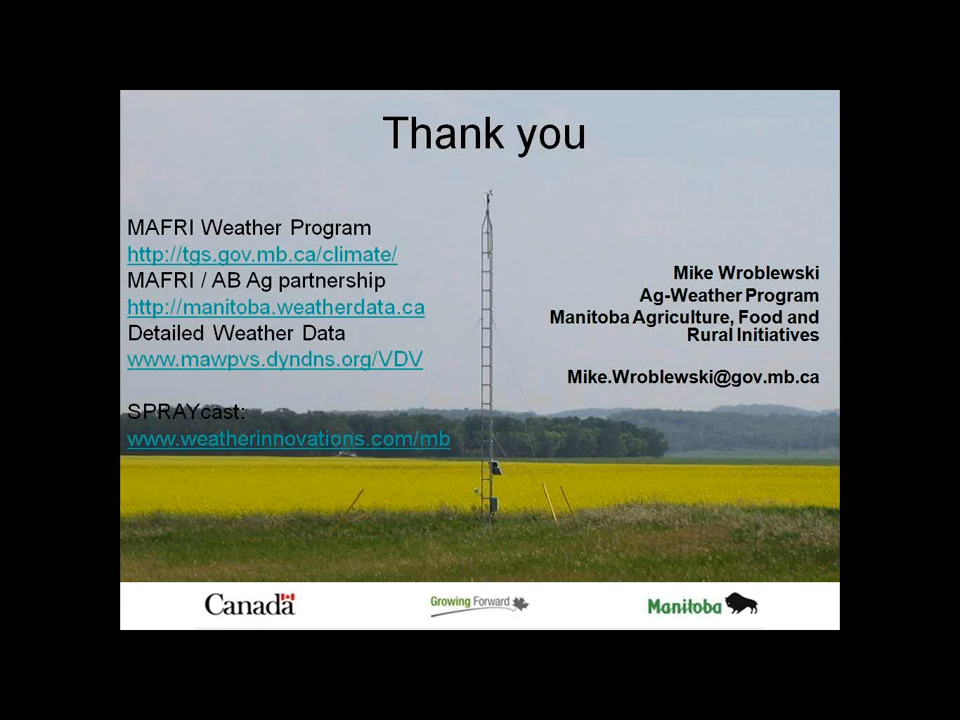 Thank you
MAFRI Weather Program
http://tgs.gov.mb.ca/climate/
MAFRI / AB Ag partnership
http://manitoba.weatherdata.ca
Detailed Weather Data
www.mawpvs.dyndns.org/VDV
SPRAYcast:
www.weatherinnovations.com/mb
Mike Wroblewski
Ag-Weather Program
Manitoba Agriculture, Food and
Rural Initiatives
Mike.Wroblewski@gov.mb.ca
Canada
Growing Forward
Manitoba